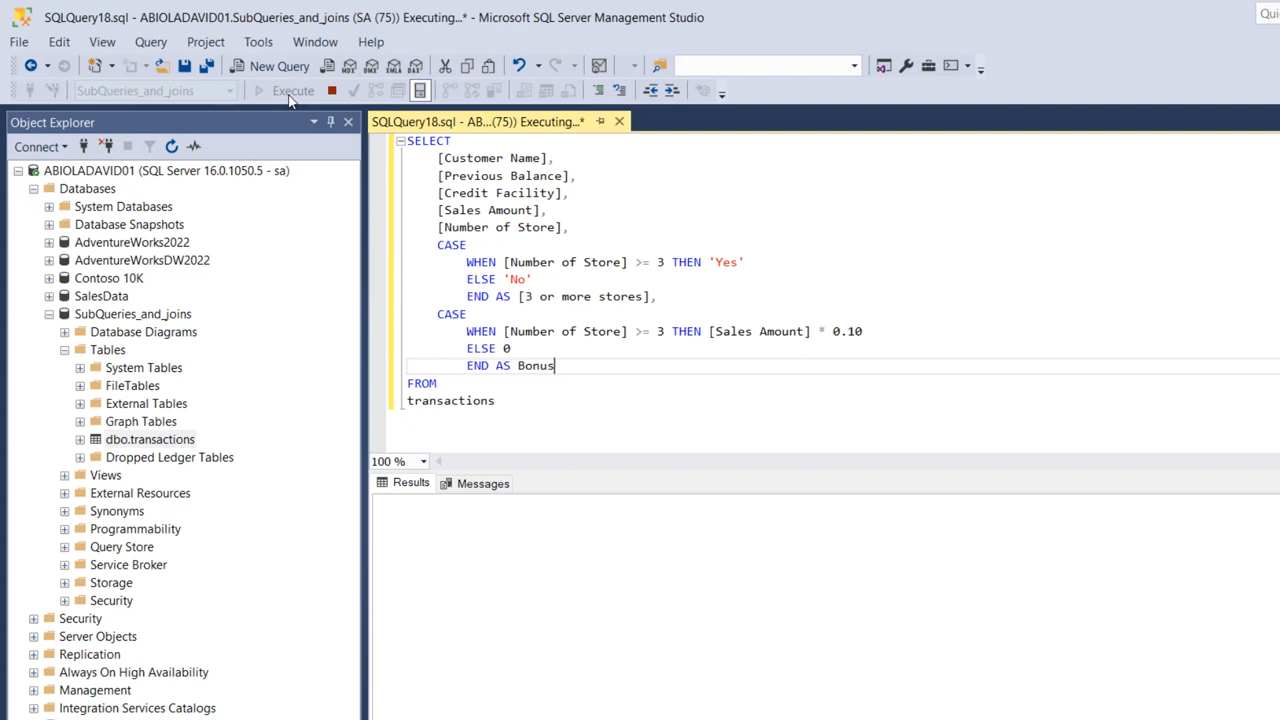 SQLQuery18.sql - ABIOLADAVID01.SubQueries_and_joins (SA (75)) Executing...* - Microsoft SQL Server Management Studio
Qui
File Edit View Query Project Tools Window Help
New Query MDX DMX XMLA DAX
SubQueries_and_joins Execute
Object Explorer
SQLQuery18.sql - AB...(75)) Executing...*
Connect
ABIOLADAVID01 (SQL Server 16.0.1050.5 - sa)
Databases
System Databases
Database Snapshots
AdventureWorks2022
AdventureWorksDW2022
Contoso 10K
SalesData
SubQueries_and_joins
Database Diagrams
Tables
System Tables
FileTables
External Tables
Graph Tables
dbo.transactions
Dropped Ledger Tables
Views
External Resources
Synonyms
Programmability
Query Store
Service Broker
Storage
Security
Security
Server Objects
Replication
Always On High Availability
Management
Integration Services Catalogs
SELECT
[Customer Name],
[Previous Balance],
[Credit Facility],
[Sales Amount],
[Number of Store],
CASE
WHEN [Number of Store] >= 3 THEN 'Yes'
ELSE 'No'
END AS [3 or more stores],
CASE
WHEN [Number of Store] >= 3 THEN [Sales Amount] * 0.10
ELSE 0
END AS Bonus
FROM
transactions
100 %
Results Messages